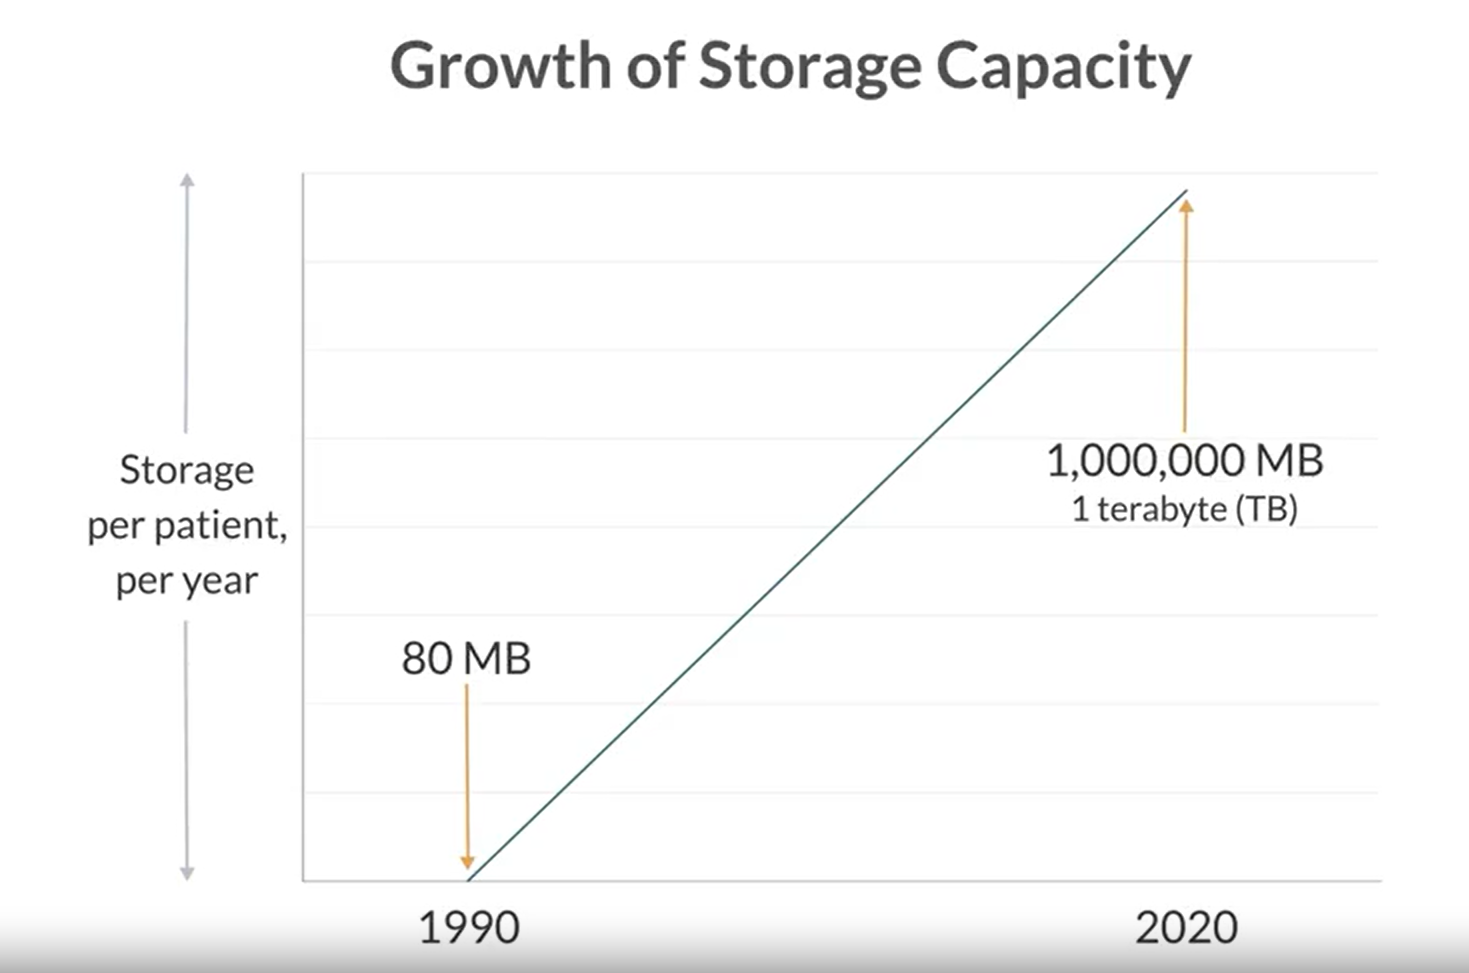 Growth of Storage Capacity
Storage
per patient,
per year
80 MB
1,000,000 MB
1 terabyte (TB)
1990
2020